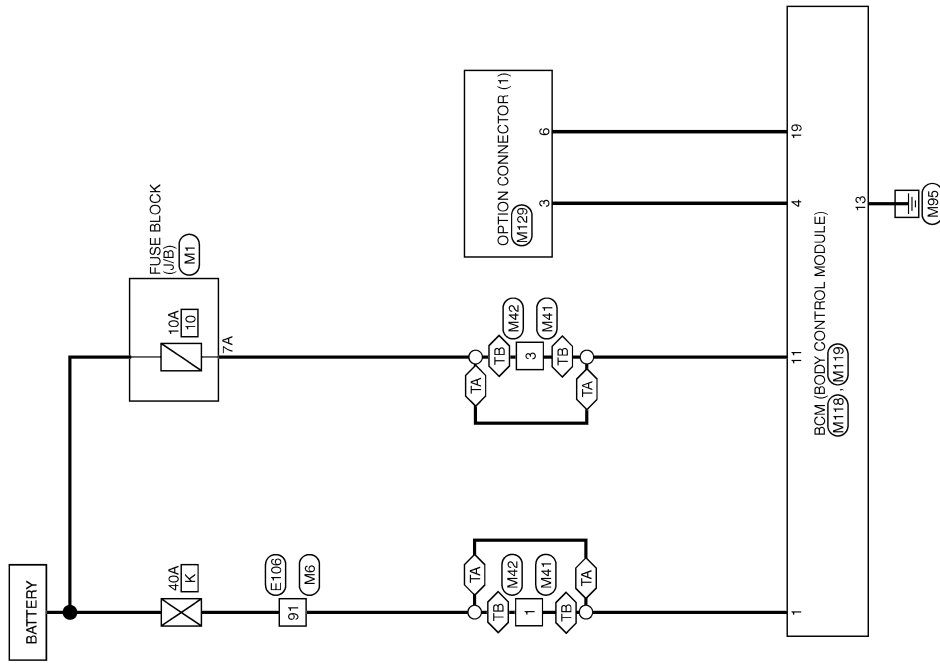 BATTERY
40A
K
E106
91
M6
TA
TB
M42
1
M41
TB
TA
1
FUSE BLOCK
(J/B)
M1
10A
10
7A
TA
TB
M42
3
M41
TB
TA
11
OPTION CONNECTOR (1)
M129
3
6
4
19
BCM (BODY CONTROL MODULE)
M118 , M119
13
M95